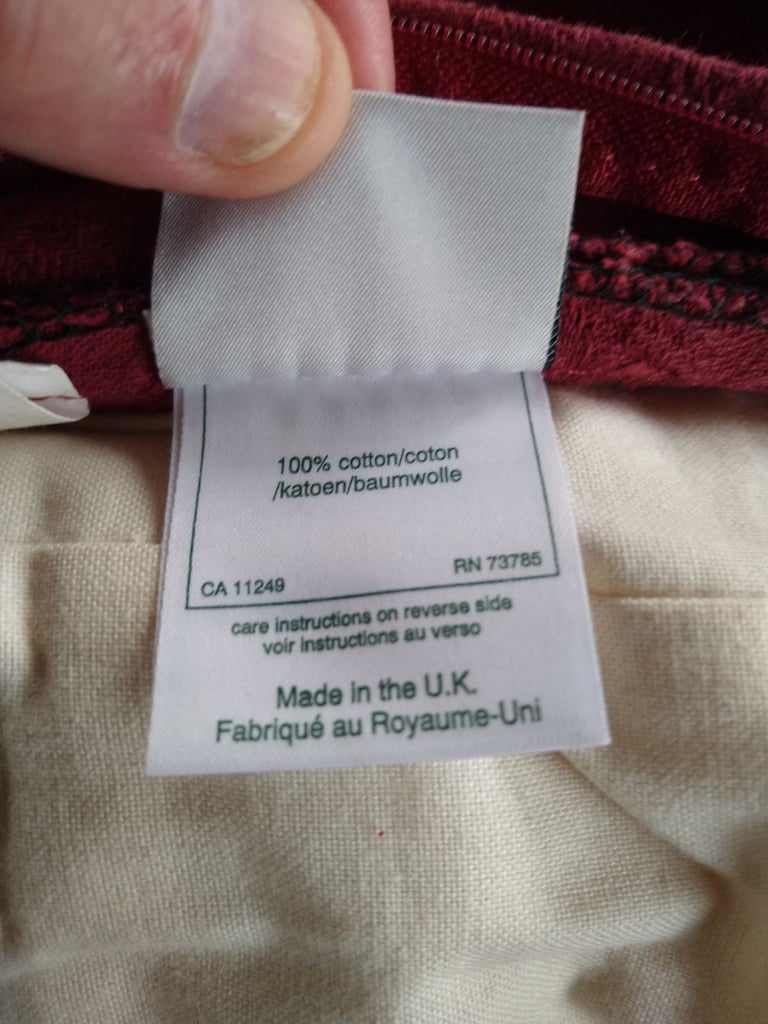 100% cotton/coton
/katoen/baumwolle
CA 11249
RN 73785
care instructions on reverse side
voir instructions au verso
Made in the U.K.
Fabriqué au Royaume-Uni